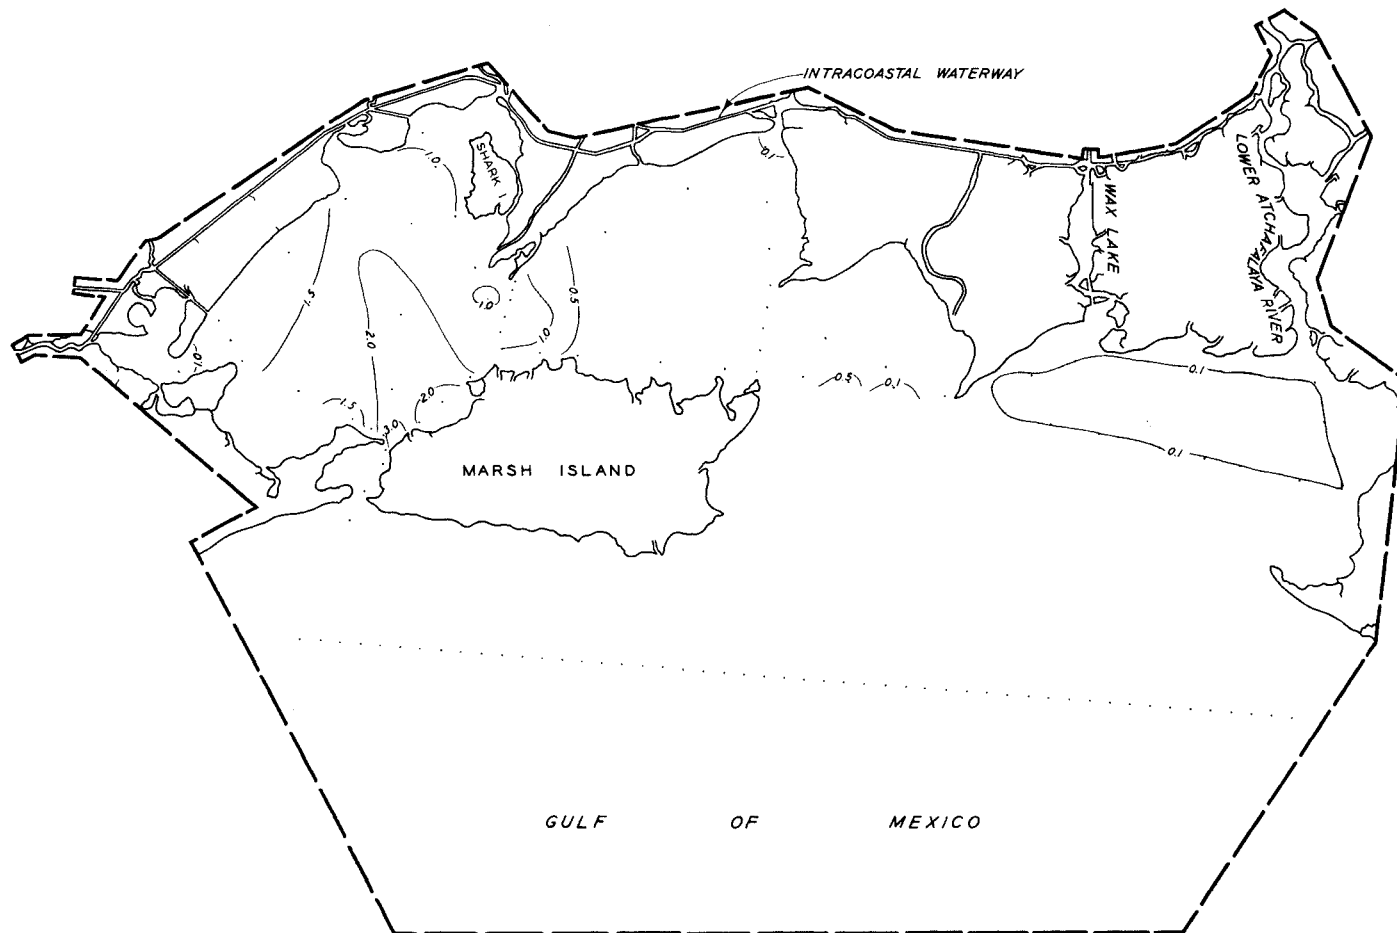 INTRACOASTAL WATERWAY
SHARK I.
1.0
0.1
LOWER ATCHAFALAYA RIVER
WAX LAKE
1.5
2.0
1.0
0.5
1.0
0.1
0.5
0.1
0.1
1.5
2.0
3.0
0.1
MARSH ISLAND
GULF OF MEXICO